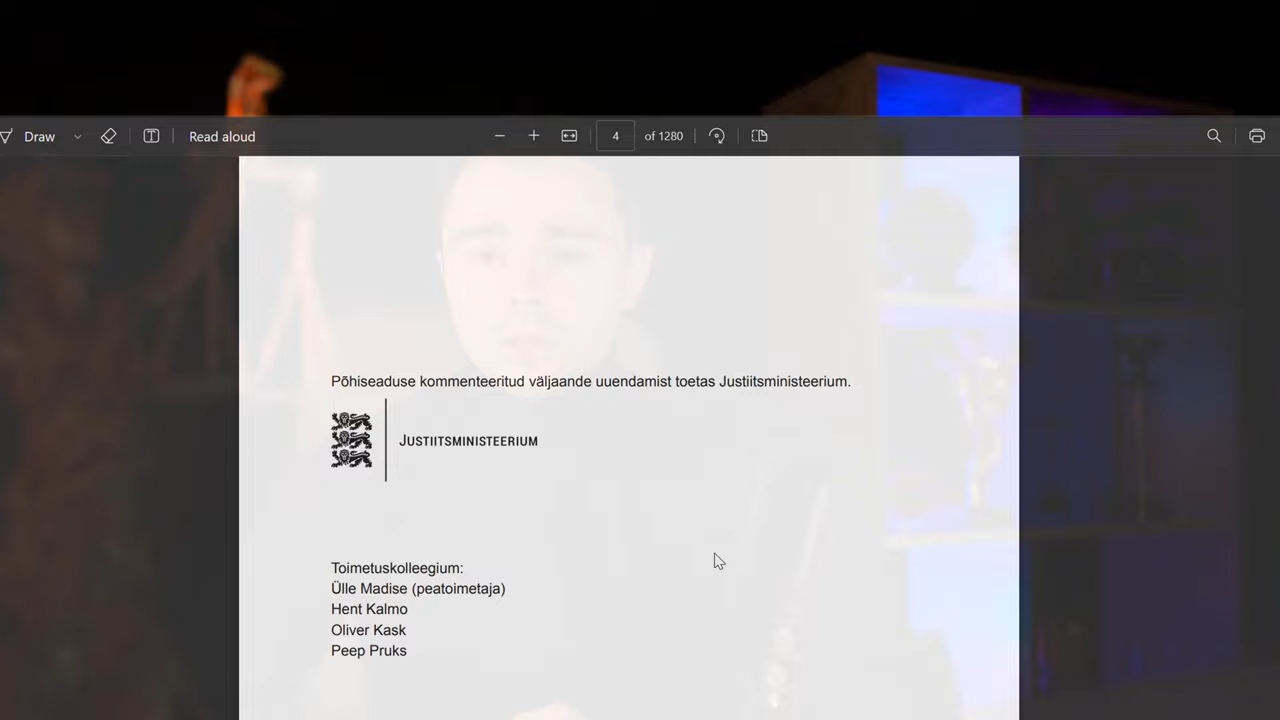 Draw
Read aloud
4 of 1280
Põhiseaduse kommenteeritud väljaande uuendamist toetas Justiitsministeerium.
JUSTIITSMINISTEERIUM
Toimetuskolleegium:
Ülle Madise (peatoimetaja)
Hent Kalmo
Oliver Kask
Peep Pruks